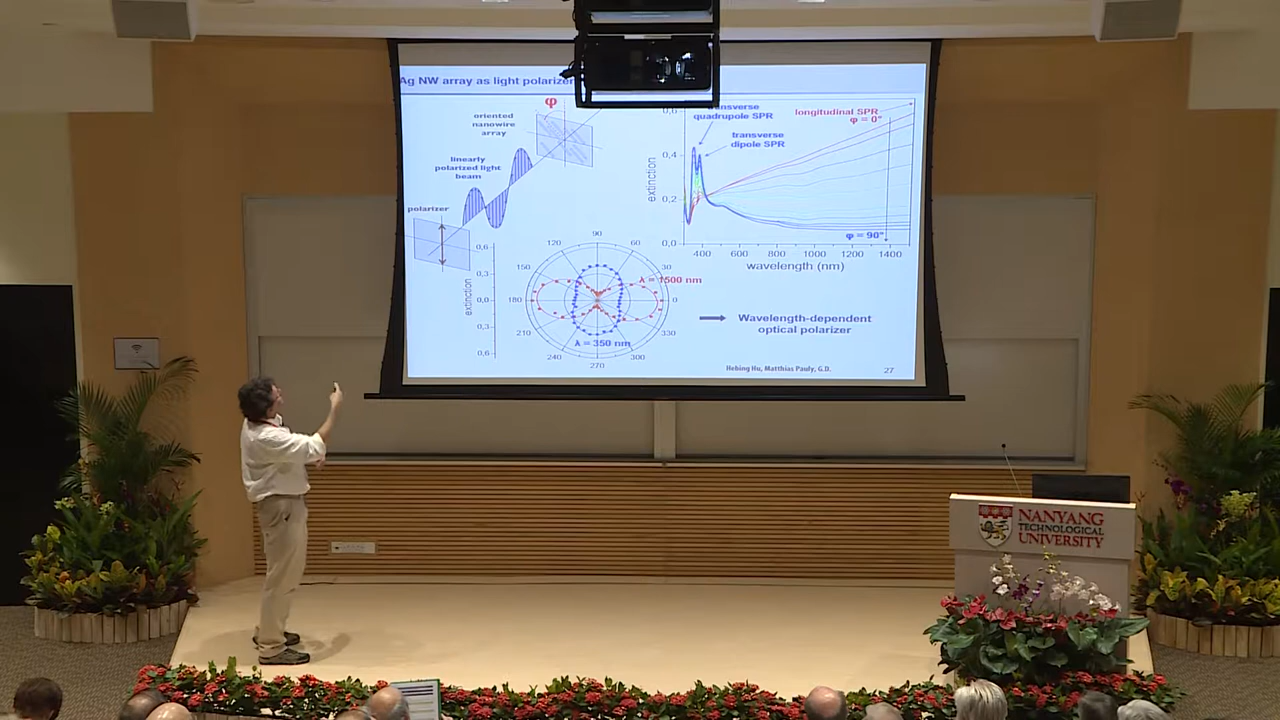 Ag NW array as light polarizer
φ
oriented
nanowire
array
linearly
polarized light
beam
polarizer
transverse
quadrupole SPR
longitudinal SPR
φ = 0°
transverse
dipole SPR
extinction
0,6
0,4
0,2
0,0
φ = 90°
400 600 800 1000 1200 1400
wavelength (nm)
extinction
0,6
0,3
0,0
0,3
0,6
90
120
60
150
30
180
0
210
330
240
300
270
λ = 1500 nm
λ = 350 nm
Wavelength-dependent
optical polarizer
Hebing Hu, Matthias Pauly, G.D.
27
NANYANG
TECHNOLOGICAL
UNIVERSITY